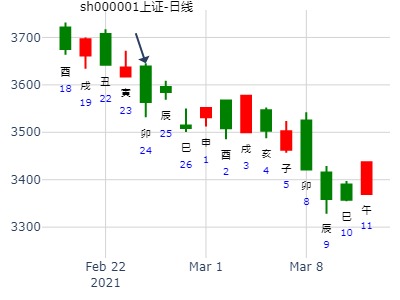 sh000001上证-日线
3700
3600
3500
3400
3300
酉
18
戌
19
丑
22
寅
23
卯
24
辰
25
巳
26
申
1
酉
2
戌
3
亥
4
子
5
卯
8
辰
9
巳
10
午
11
Feb 22
2021
Mar 1
Mar 8